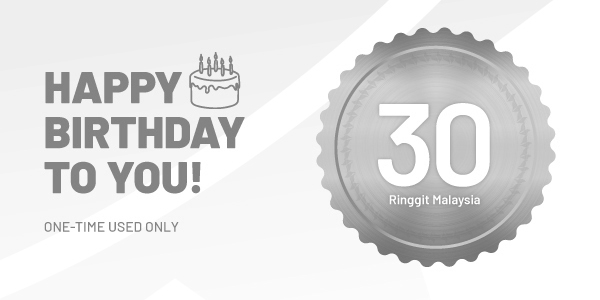 HAPPY
BIRTHDAY
TO YOU!
ONE-TIME USED ONLY
30
Ringgit Malaysia